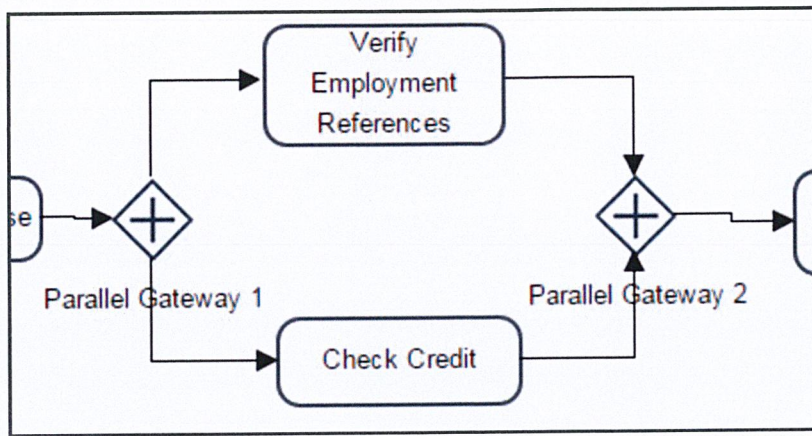 Verify
Employment
References
se
Parallel Gateway 1
Parallel Gateway 2
Check Credit